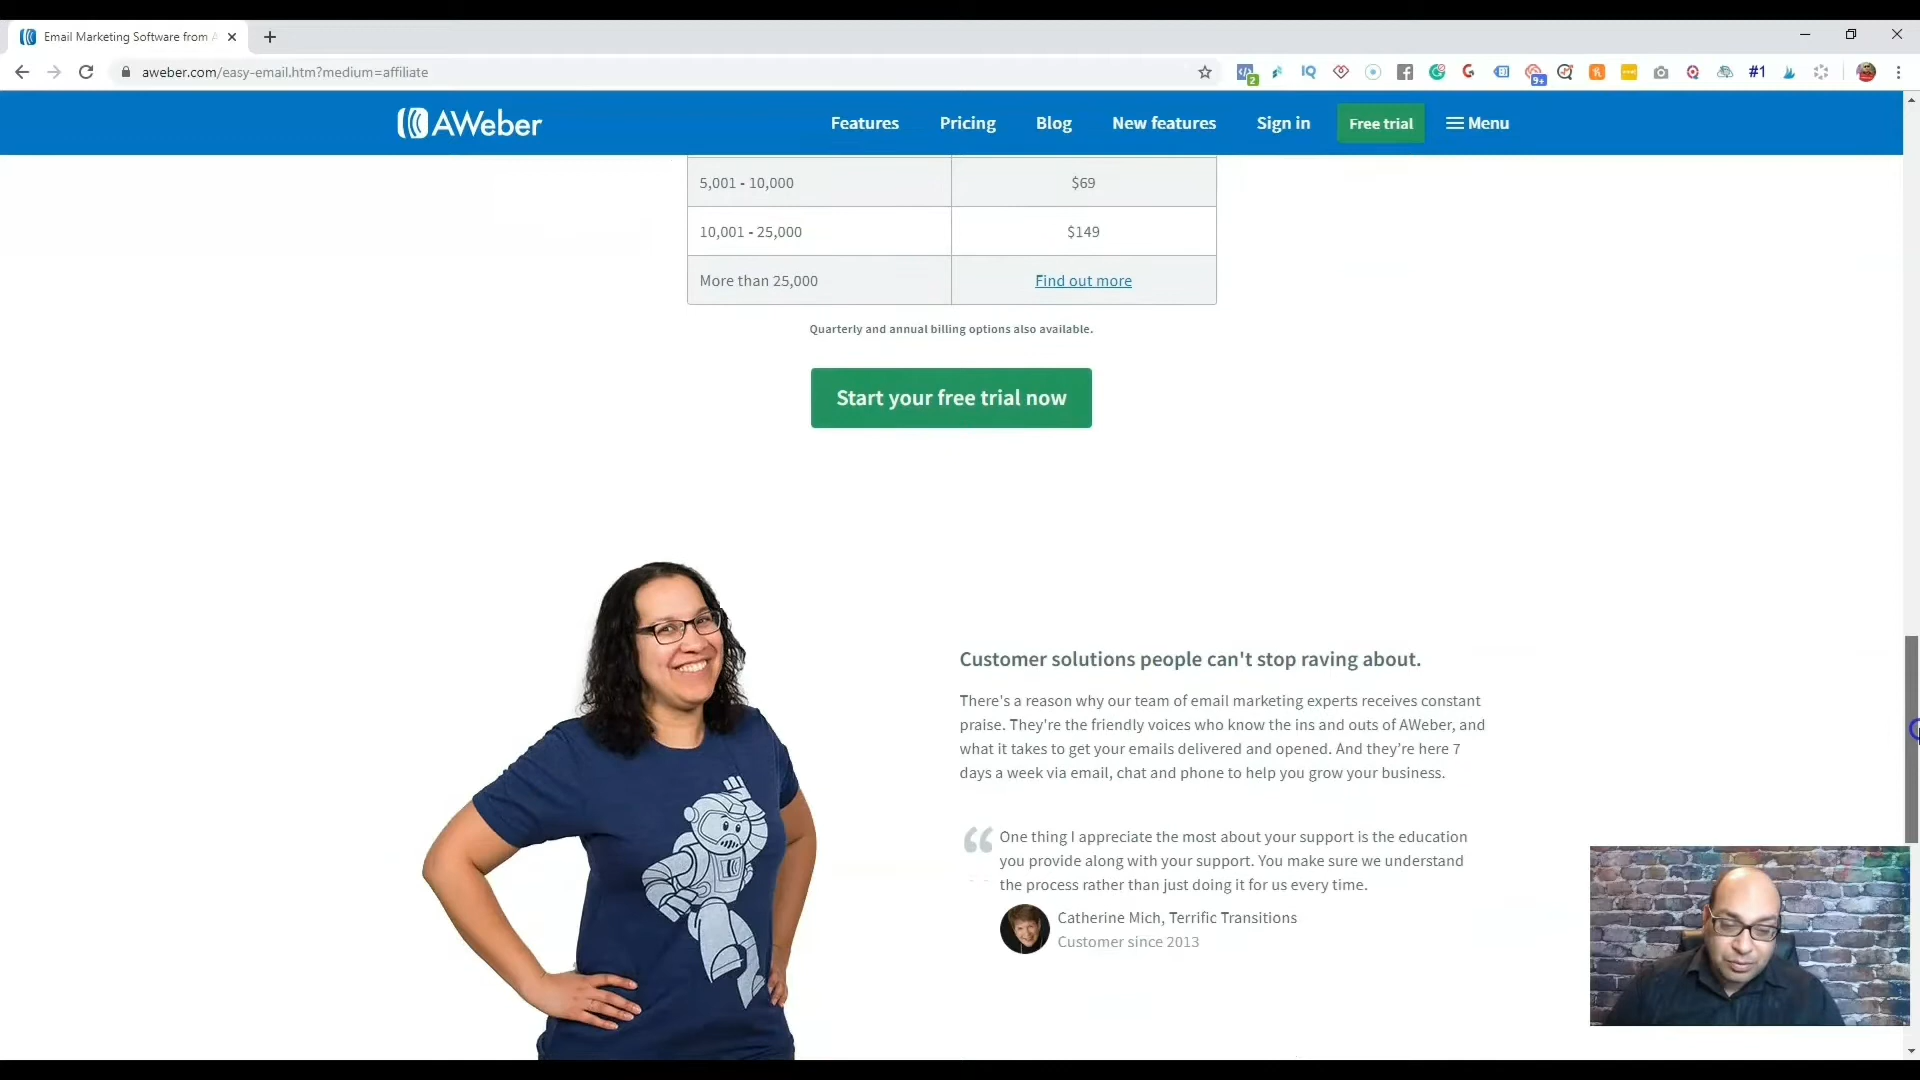 Email Marketing Software from A
aweber.com/easy-email.htm?medium=affiliate
2
IQ
9+
#1
AWeber
Features
Pricing
Blog
New features
Sign in
Free trial
Menu
5,001 - 10,000
$69
10,001 - 25,000
$149
More than 25,000
Find out more
Quarterly and annual billing options also available.
Start your free trial now
Customer solutions people can't stop raving about.
There's a reason why our team of email marketing experts receives constant
praise. They're the friendly voices who know the ins and outs of AWeber, and
what it takes to get your emails delivered and opened. And they’re here 7
days a week via email, chat and phone to help you grow your business.
“ One thing I appreciate the most about your support is the education
you provide along with your support. You make sure we understand
the process rather than just doing it for us every time.
Catherine Mich, Terrific Transitions
Customer since 2013